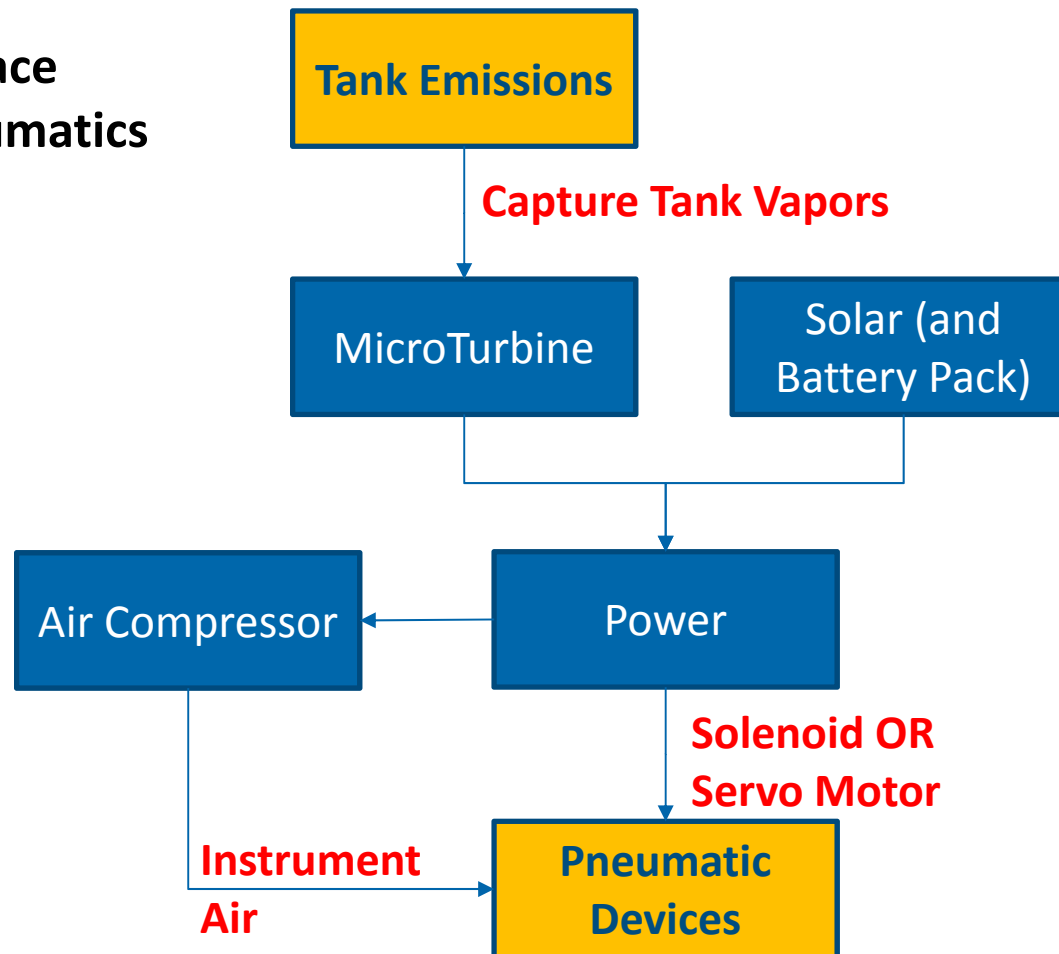 Tank Emissions
Capture Tank Vapors
MicroTurbine
Solar (and
Battery Pack)
Air Compressor
Power
Solenoid OR
Servo Motor
Instrument
Air
Pneumatic
Devices